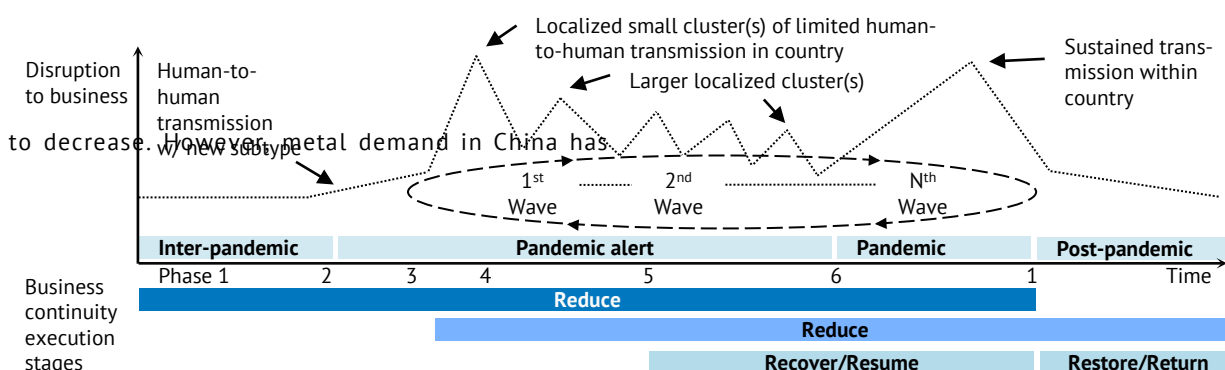 Localized small cluster(s) of limited human-
to-human transmission in country
Larger localized cluster(s)
Sustained trans-
mission within
country
Disruption
to business
Human-to-
human
transmission
w/ new subtype
to decrease. However, metal demand in China has
1st
Wave
2nd
Wave
Nth
Wave
Inter-pandemic
Pandemic alert
Pandemic
Post-pandemic
Phase 1
2
3
4
5
6
1
Time
Business
continuity
execution
stages
Reduce
Reduce
Recover/Resume
Restore/Return